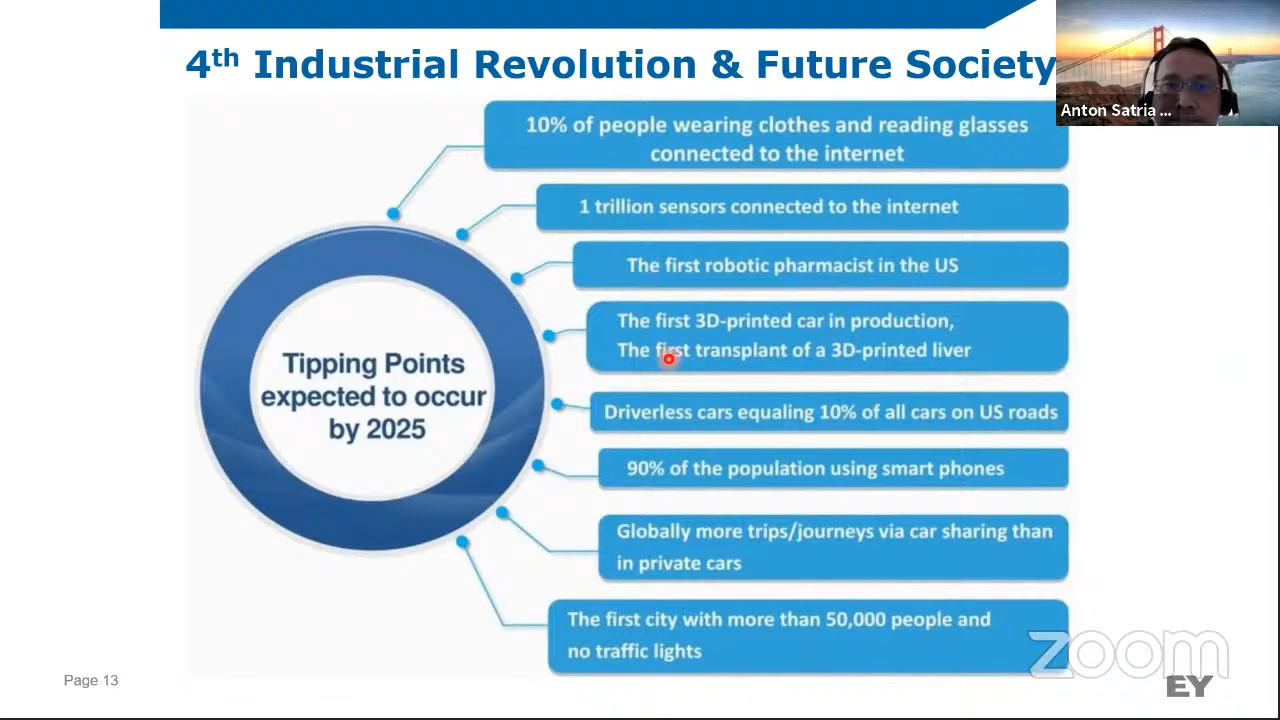 4th Industrial Revolution & Future Society
Anton Satria ...
10% of people wearing clothes and reading glasses
connected to the internet
1 trillion sensors connected to the internet
The first robotic pharmacist in the US
The first 3D-printed car in production,
The first transplant of a 3D-printed liver
Tipping Points
expected to occur
by 2025
Driverless cars equaling 10% of all cars on US roads
90% of the population using smart phones
Globally more trips/journeys via car sharing than
in private cars
The first city with more than 50,000 people and
no traffic lights
zoom
Page 13
EY